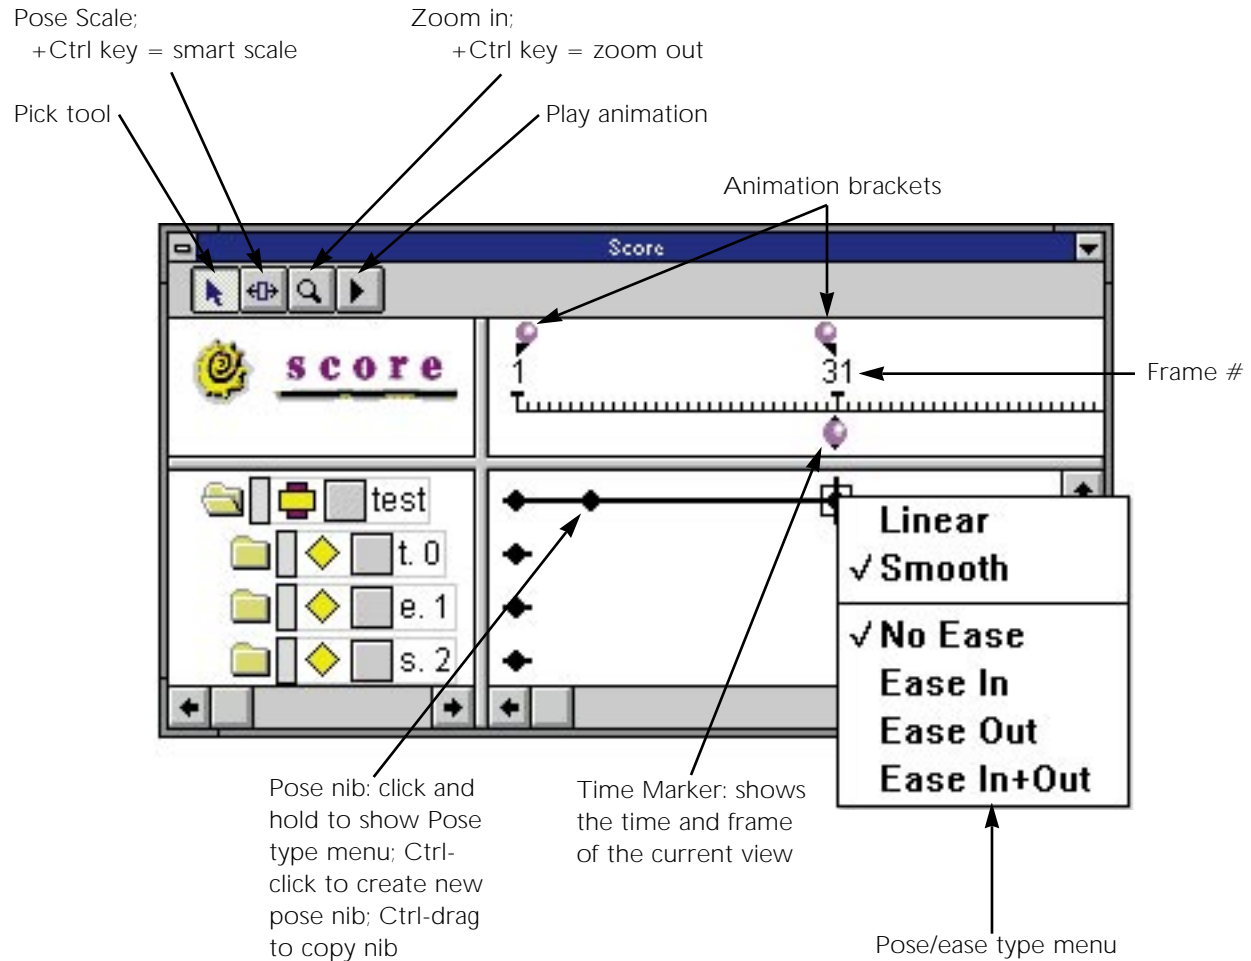 Pose Scale;
+Ctrl key = smart scale
Zoom in;
+Ctrl key = zoom out
Pick tool
Play animation
Animation brackets
Score
score
1
31
Frame #
test
t. 0
e. 1
s. 2
Linear
√ Smooth
√ No Ease
Ease In
Ease Out
Ease In+Out
Pose nib: click and
hold to show Pose
type menu; Ctrl-
click to create new
pose nib; Ctrl-drag
to copy nib
Time Marker: shows
the time and frame
of the current view
Pose/ease type menu